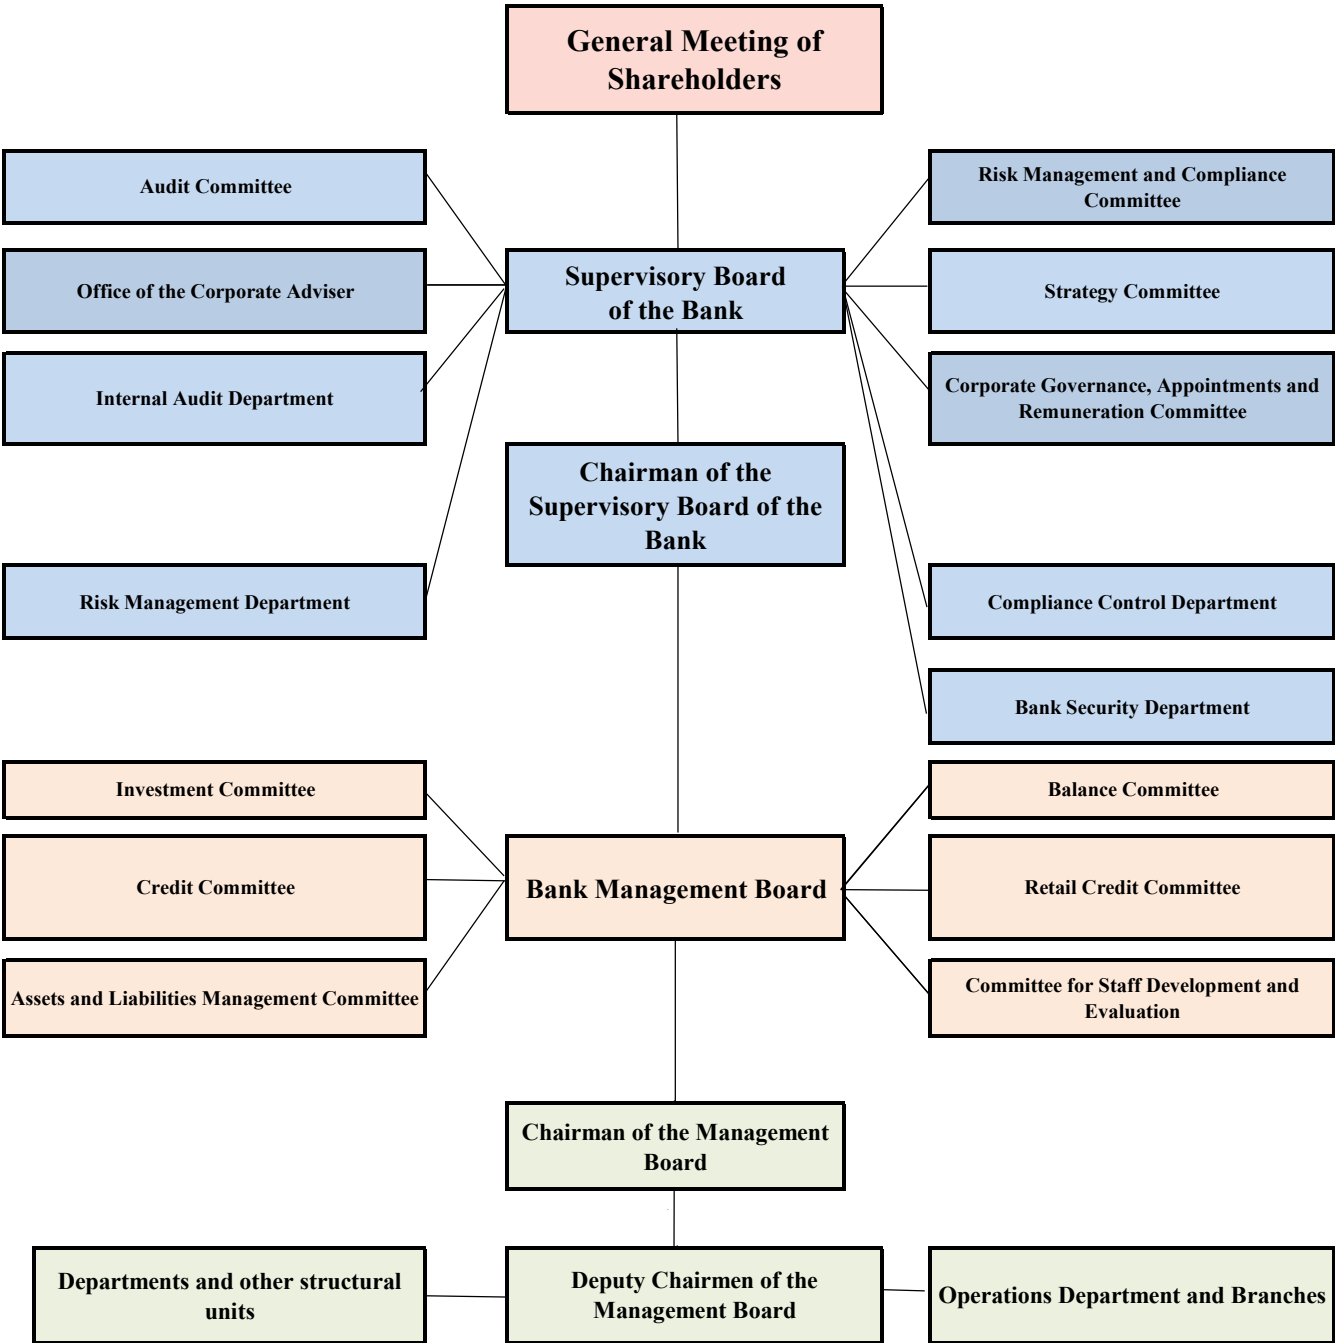 General Meeting of
Shareholders
Audit Committee
Risk Management and Compliance
Committee
Office of the Corporate Adviser
Supervisory Board
of the Bank
Strategy Committee
Internal Audit Department
Corporate Governance, Appointments and
Remuneration Committee
Chairman of the
Supervisory Board of the
Bank
Risk Management Department
Compliance Control Department
Bank Security Department
Investment Committee
Balance Committee
Credit Committee
Bank Management Board
Retail Credit Committee
Assets and Liabilities Management Committee
Committee for Staff Development and
Evaluation
Chairman of the Management
Board
Departments and other structural
units
Deputy Chairmen of the
Management Board
Operations Department and Branches